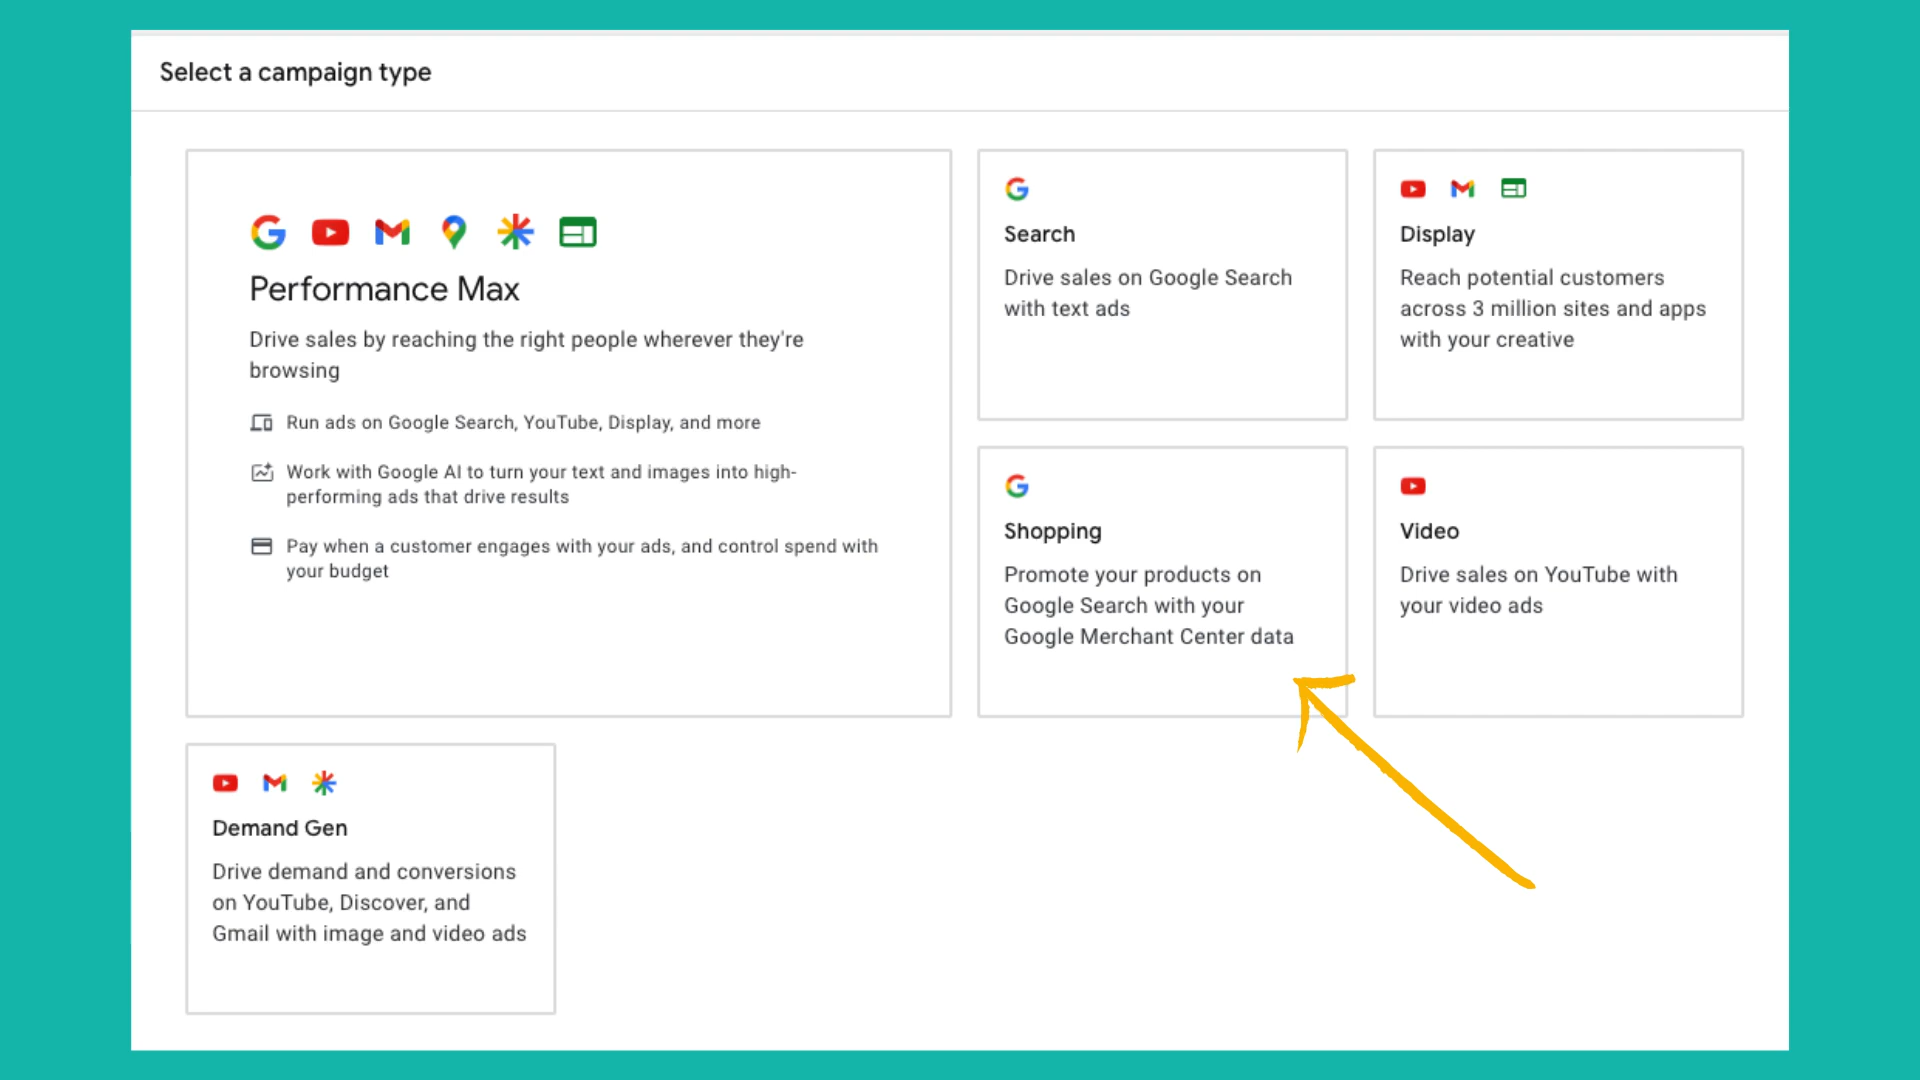 Select a campaign type
Performance Max
Drive sales by reaching the right people wherever they're
browsing
Run ads on Google Search, YouTube, Display, and more
Work with Google AI to turn your text and images into high-
performing ads that drive results
Pay when a customer engages with your ads, and control spend with
your budget
Search
Drive sales on Google Search
with text ads
Display
Reach potential customers
across 3 million sites and apps
with your creative
Shopping
Promote your products on
Google Search with your
Google Merchant Center data
Video
Drive sales on YouTube with
your video ads
Demand Gen
Drive demand and conversions
on YouTube, Discover, and
Gmail with image and video ads